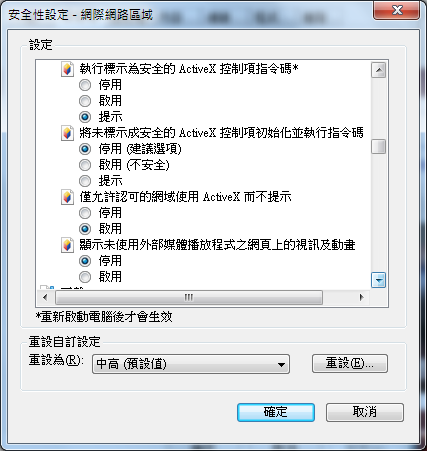 安全性設定 - 網際網路區域
設定
執行標示為安全的 ActiveX 控制項指令碼*
停用
啟用
提示
將未標示成安全的 ActiveX 控制項初始化並執行指令碼
停用 (建議選項)
啟用 (不安全)
提示
僅允許認可的網域使用 ActiveX 而不提示
停用
啟用
顯示未使用外部媒體播放程式之網頁上的視訊及動畫
停用
啟用
*重新啟動電腦後才會生效
重設自訂設定
重設為(R):
中高 (預設值)
重設(E)...
確定
取消